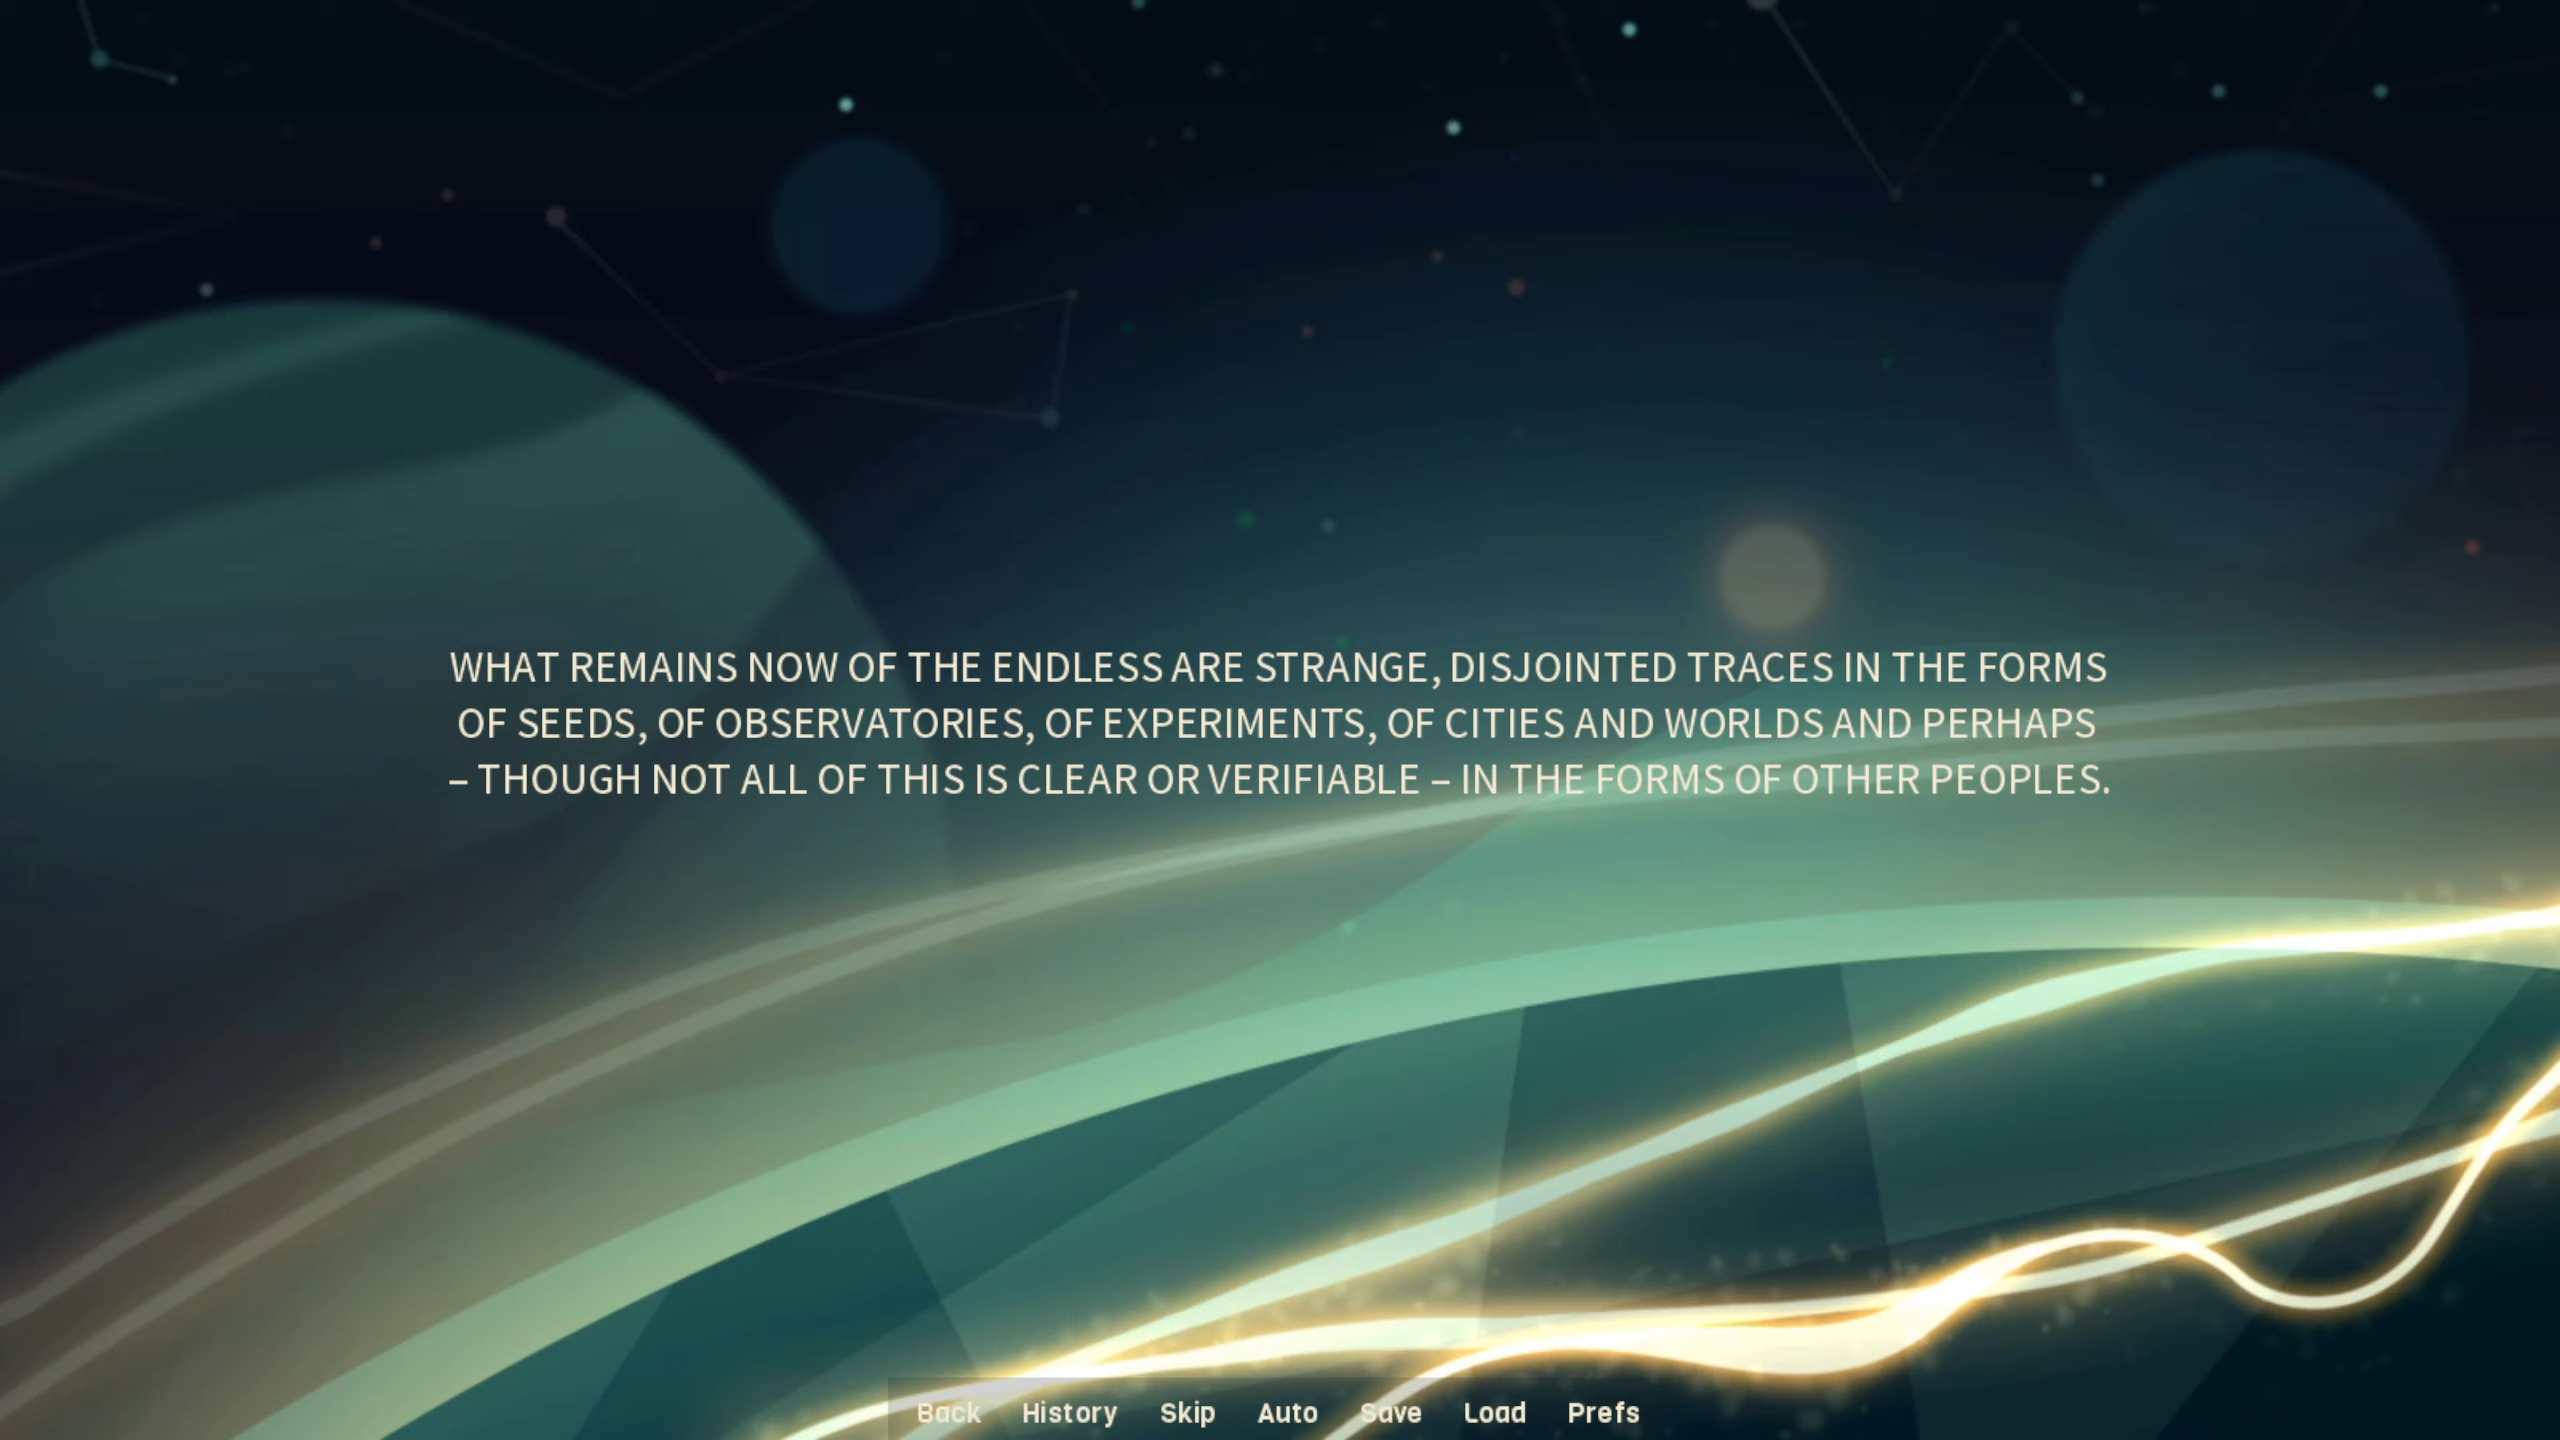 WHAT REMAINS NOW OF THE ENDLESS ARE STRANGE, DISJOINTED TRACES IN THE FORMS
OF SEEDS, OF OBSERVATORIES, OF EXPERIMENTS, OF CITIES AND WORLDS AND PERHAPS
– THOUGH NOT ALL OF THIS IS CLEAR OR VERIFIABLE – IN THE FORMS OF OTHER PEOPLES.
Back History Skip Auto Save Load Prefs